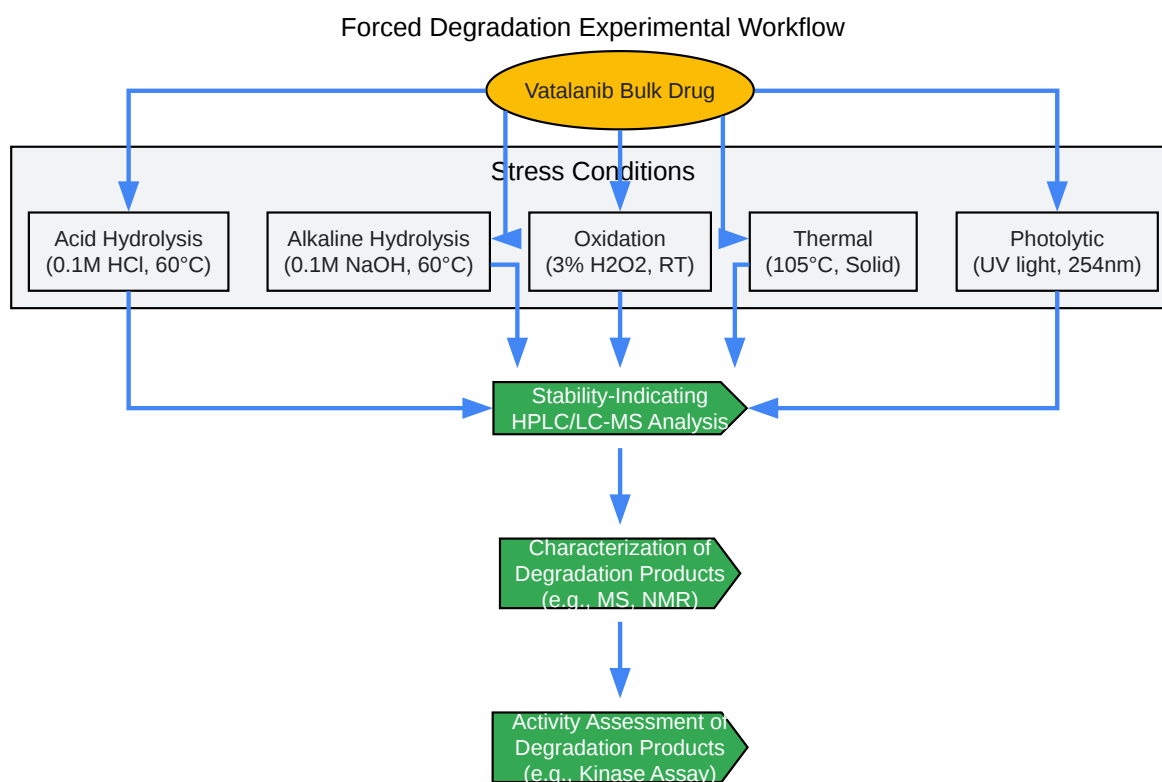 Forced Degradation Experimental Workflow
Vatalanib Bulk Drug
Stress Conditions
Acid Hydrolysis
(0.1M HCl, 60°C)
Alkaline Hydrolysis
(0.1M NaOH, 60°C)
Oxidation
(3% H2O2, RT)
Thermal
(105°C, Solid)
Photolytic
(UV light, 254nm)
Stability-Indicating
HPLC/LC-MS Analysis
Characterization of
Degradation Products
(e.g., MS, NMR)
Activity Assessment of
Degradation Products
(e.g., Kinase Assay)